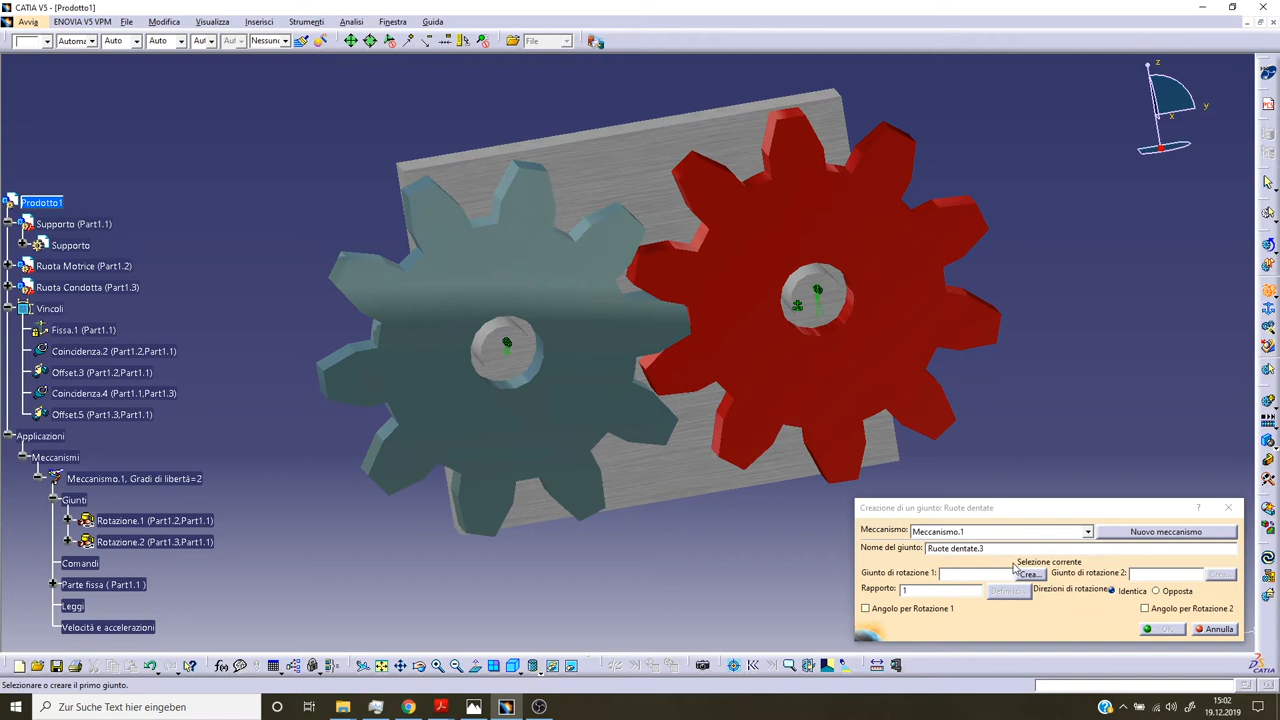 CATIA V5 - [Prodotto1]
Avvia ENOVIA V5 VPM File Modifica Visualizza Inserisci Strumenti Analisi Finestra Guida
Automa Auto Auto Aut Aut Nessuno File
z
y
x
Prodotto1
Supporto (Part1.1)
Supporto
Ruota Motrice (Part1.2)
Ruota Condotta (Part1.3)
Vincoli
Fissa.1 (Part1.1)
Coincidenza.2 (Part1.2,Part1.1)
Offset.3 (Part1.2,Part1.1)
Coincidenza.4 (Part1.1,Part1.3)
Offset.5 (Part1.3,Part1.1)
Applicazioni
Meccanismi
Meccanismo.1, Gradi di libertà=2
Giunti
Rotazione.1 (Part1.2,Part1.1)
Rotazione.2 (Part1.3,Part1.1)
Comandi
Parte fissa ( Part1.1 )
Leggi
Velocità e accelerazioni
Creazione di un giunto: Ruote dentate
Meccanismo: Meccanismo.1 Nuovo meccanismo
Nome del giunto: Ruote dentate.3
Selezione corrente
Giunto di rotazione 1: Crea... Giunto di rotazione 2: Crea...
Rapporto: 1 Definisci... Direzioni di rotazione: Identica Opposta
Angolo per Rotazione 1 Angolo per Rotazione 2
OK Annulla
f(x)
CATIA
Selezionare o creare il primo giunto.
Zur Suche hier eingeben
15:02
19.12.2019